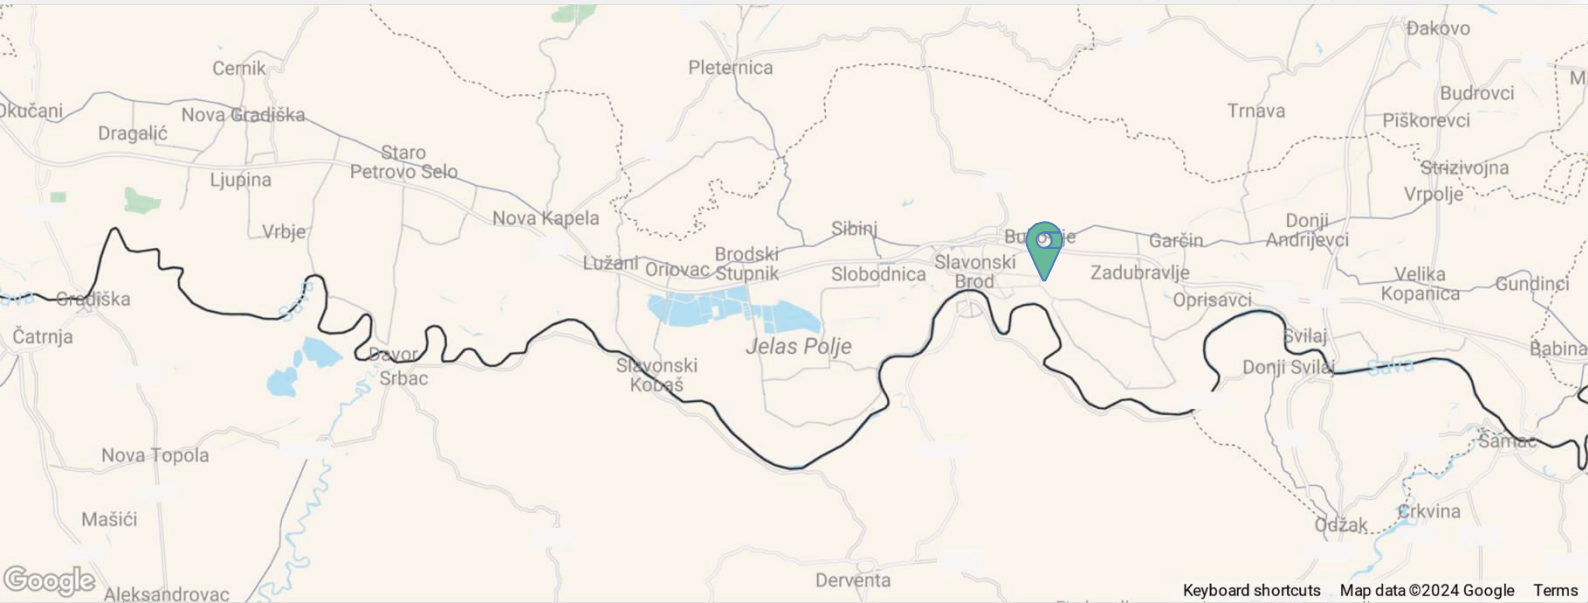 Đakovo
Cernik
Pleternica
Mi
Okučani
Budrovci
Nova Gradiška
Trnava
Dragalić
Piškorevci
Staro
Petrovo Selo
Strizivojna
Ljupina
Vrpolje
Nova Kapela
Vrbje
Sibinj
Donji
Andrijevci
Garčin
Brodski
Stupnik
Lužani
Oriovac
Slobodnica
Slavonski
Brod
Zadubravlje
Velika
Kopanica
Gundinci
Sava
Gradiška
Oprisavci
Čatrnja
Svilaj
Jelas Polje
Babina
Davor
Srbac
Slavonski
Kobaš
Donji Svilaj
Sava
Šamac
Nova Topola
Mašići
Crkvina
Odžak
Derventa
Aleksandrovac
Google
Keyboard shortcuts
Map data ©2024 Google
Terms